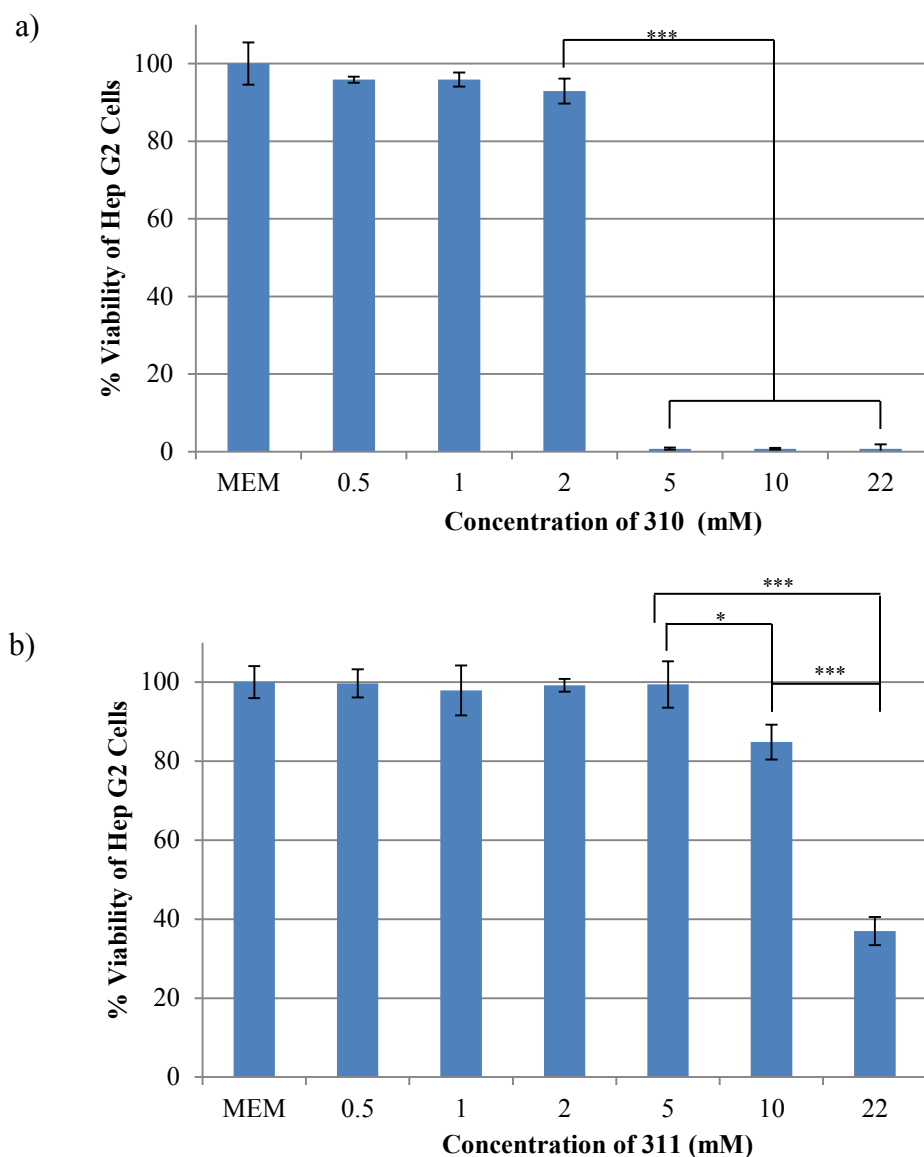 a)
% Viability of Hep G2 Cells
100
80
60
40
20
0
***
MEM 0.5 1 2 5 10 22
Concentration of 310 (mM)
b)
% Viability of Hep G2 Cells
100
80
60
40
20
0
***
*
***
MEM 0.5 1 2 5 10 22
Concentration of 311 (mM)